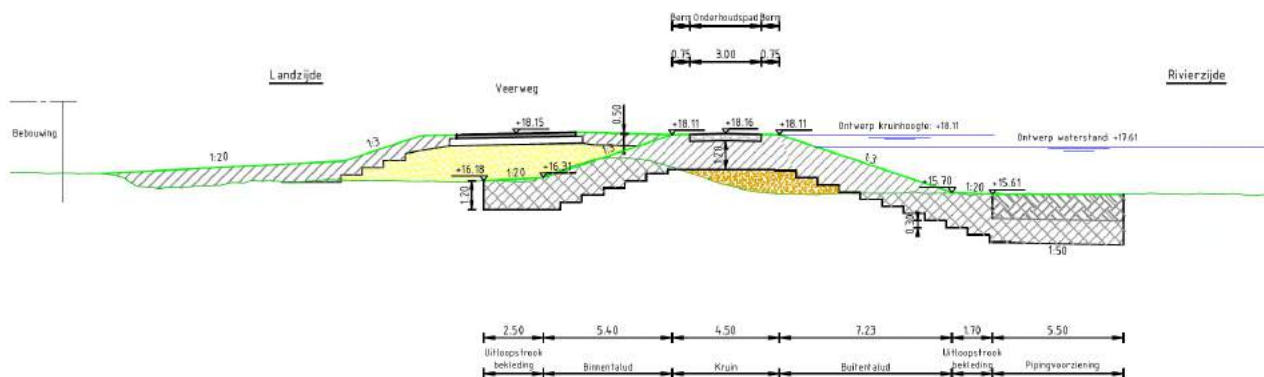 Berm Onderhoudspad Berm
0.75 3.00 0.75
Landzijde
Rivierzijde
Veerweg
Bebouwing
+18.15
0.50
+18.11
+18.16
+18.11
Ontwerp kruinhoogte: +18.11
Ontwerp waterstand: +17.61
1:20
1:3
1:3
1:3
+16.18
1:20
+16.31
1.20
+15.70
1:20
+15.61
0.30
1:50
2.50 5.40 4.50 7.23 1.70 5.50
Uitloopstrook bekleding
Binnentalud
Kruin
Buitentalud
Uitloopstrook bekleding
Pipingvoorziening